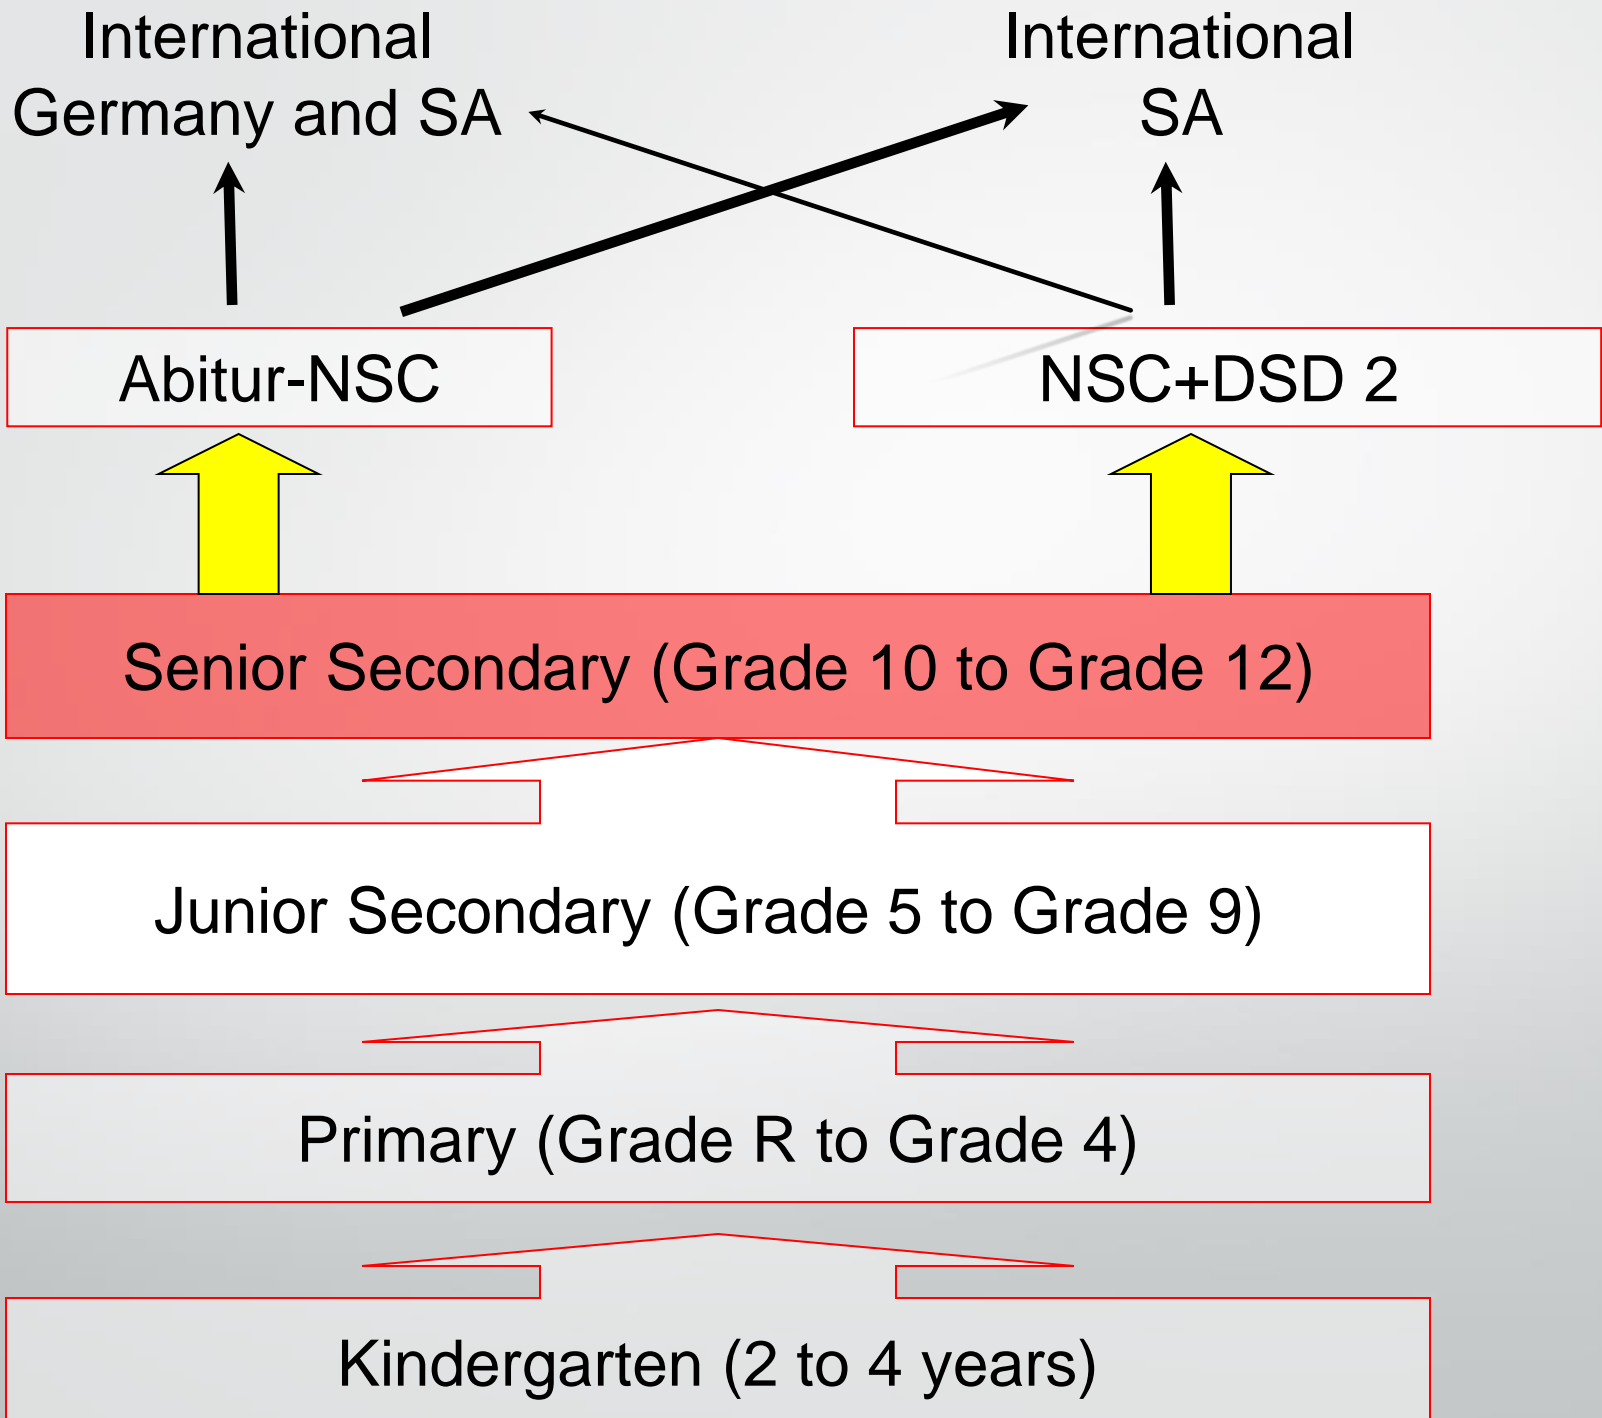 International
Germany and SA
International
SA
Abitur-NSC
NSC+DSD 2
Senior Secondary (Grade 10 to Grade 12)
Junior Secondary (Grade 5 to Grade 9)
Primary (Grade R to Grade 4)
Kindergarten (2 to 4 years)